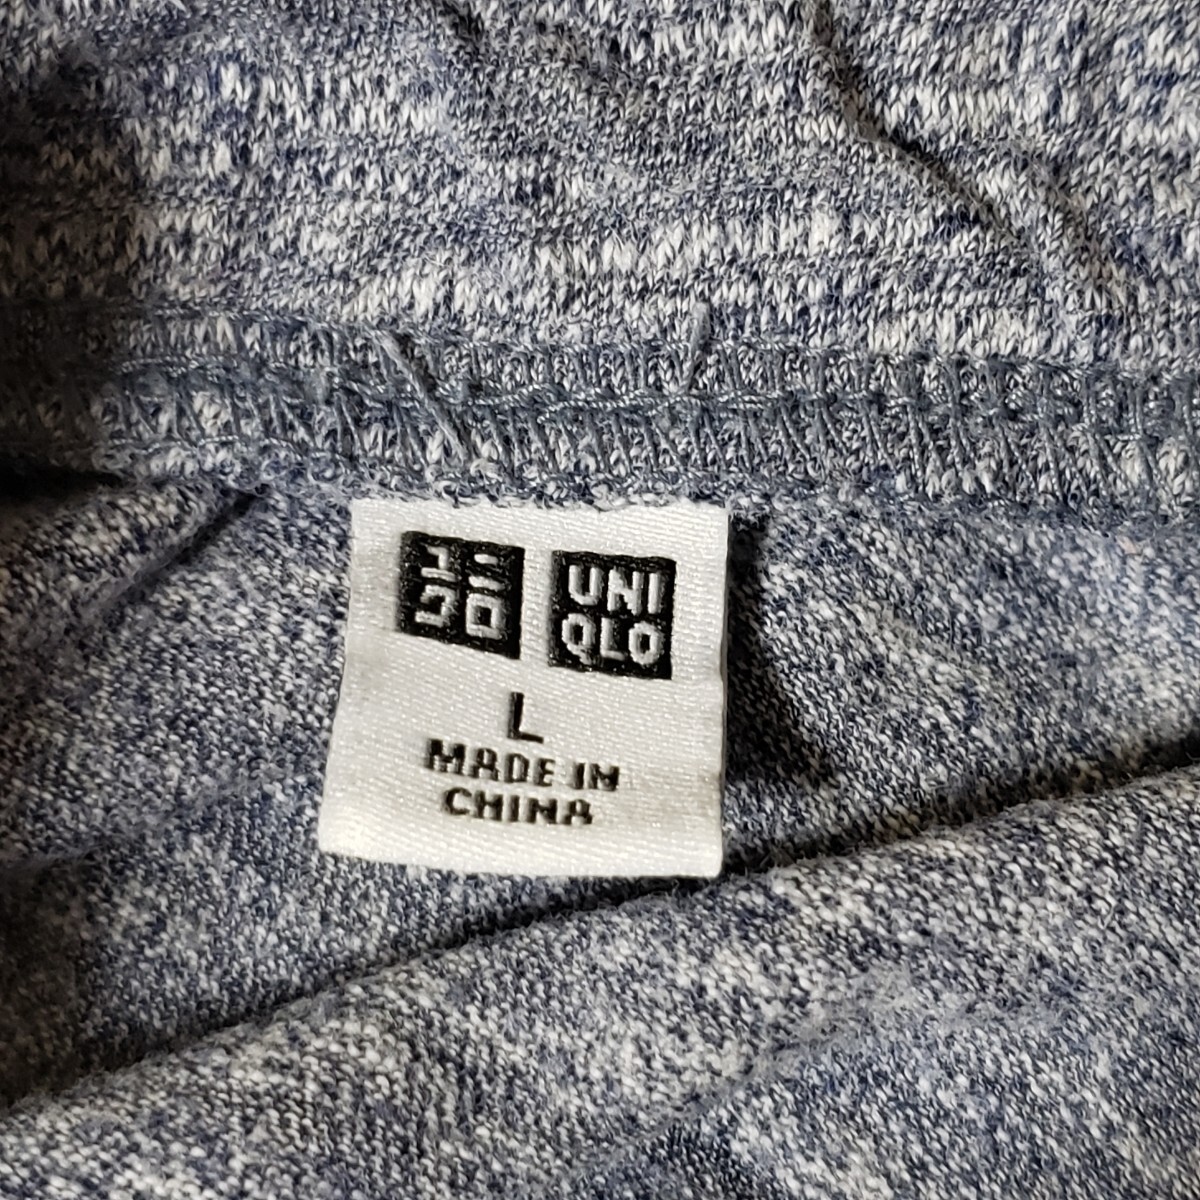 ユニ
クロ
UNI
QLO
L
MADE IN
CHINA